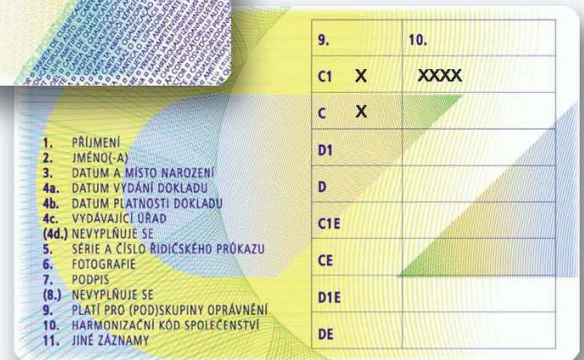 1. PŘÍJMENÍ
2. JMÉNO(-A)
3. DATUM A MÍSTO NAROZENÍ
4a. DATUM VYDÁNÍ DOKLADU
4b. DATUM PLATNOSTI DOKLADU
4c. VYDÁVAJÍCÍ ÚŘAD
(4d.) NEVYPLŇUJE SE
5. SÉRIE A ČÍSLO ŘIDIČSKÉHO PRŮKAZU
6. FOTOGRAFIE
7. PODPIS
(8.) NEVYPLŇUJE SE
9. PLATÍ PRO (POD)SKUPINY OPRÁVNĚNÍ
10. HARMONIZAČNÍ KÓD SPOLEČENSTVÍ
11. JINÉ ZÁZNAMY
9. 10.
C1 X XXXX
C X
D1
D
C1E
CE
D1E
DE